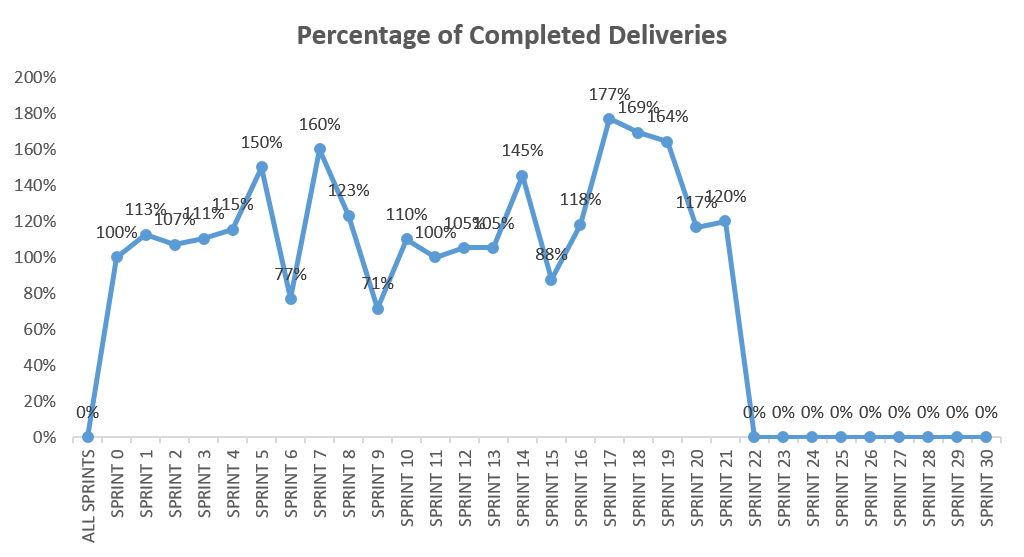 Percentage of Completed Deliveries
200%
180%
160%
140%
120%
100%
80%
60%
40%
20%
0%
0%
100%
113%
107%
111%
115%
150%
77%
160%
123%
71%
110%
100%
105%
105%
145%
88%
118%
177%
169%
164%
117%
120%
0%
0%
0%
0%
0%
0%
0%
0%
0%
ALL SPRINTS
SPRINT 0
SPRINT 1
SPRINT 2
SPRINT 3
SPRINT 4
SPRINT 5
SPRINT 6
SPRINT 7
SPRINT 8
SPRINT 9
SPRINT 10
SPRINT 11
SPRINT 12
SPRINT 13
SPRINT 14
SPRINT 15
SPRINT 16
SPRINT 17
SPRINT 18
SPRINT 19
SPRINT 20
SPRINT 21
SPRINT 22
SPRINT 23
SPRINT 24
SPRINT 25
SPRINT 26
SPRINT 27
SPRINT 28
SPRINT 29
SPRINT 30